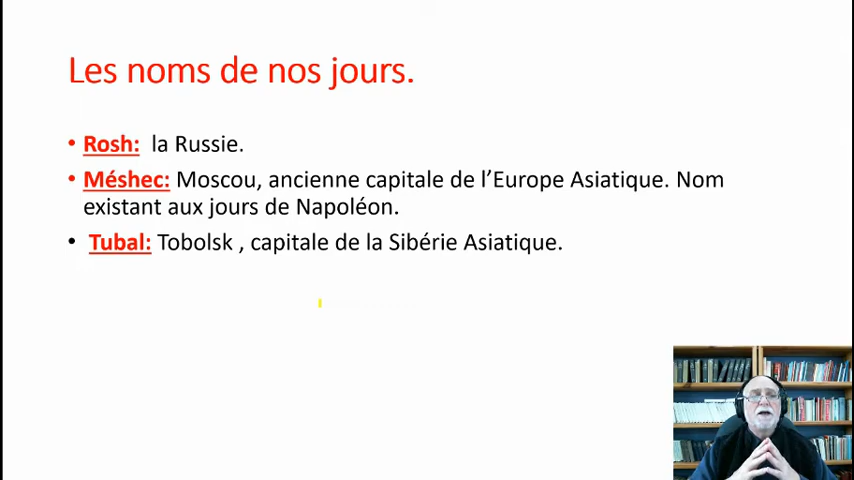 Les noms de nos jours.
• Rosh: la Russie.
• Méshec: Moscou, ancienne capitale de l’Europe Asiatique. Nom
existant aux jours de Napoléon.
• Tubal: Tobolsk , capitale de la Sibérie Asiatique.